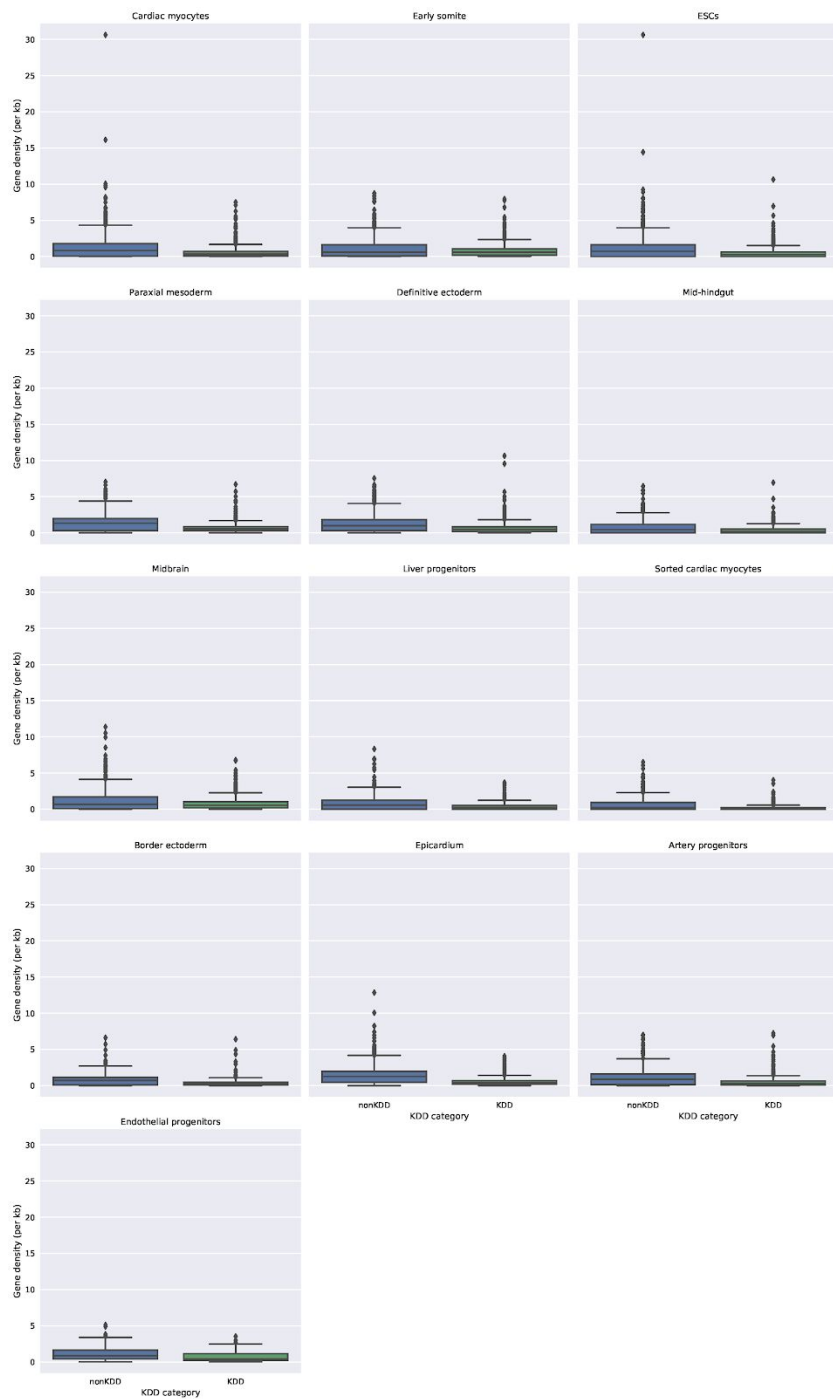 Cardiac myocytes
Early somite
ESCs
30
25
20
15
10
5
0
Gene density (per kb)
Paraxial mesoderm
Definitive ectoderm
Mid-hindgut
30
25
20
15
10
5
0
Gene density (per kb)
Midbrain
Liver progenitors
Sorted cardiac myocytes
30
25
20
15
10
5
0
Gene density (per kb)
Border ectoderm
Epicardium
Artery progenitors
30
25
20
15
10
5
0
Gene density (per kb)
nonKDD
KDD
KDD category
nonKDD
KDD
KDD category
Endothelial progenitors
30
25
20
15
10
5
0
Gene density (per kb)
nonKDD
KDD
KDD category